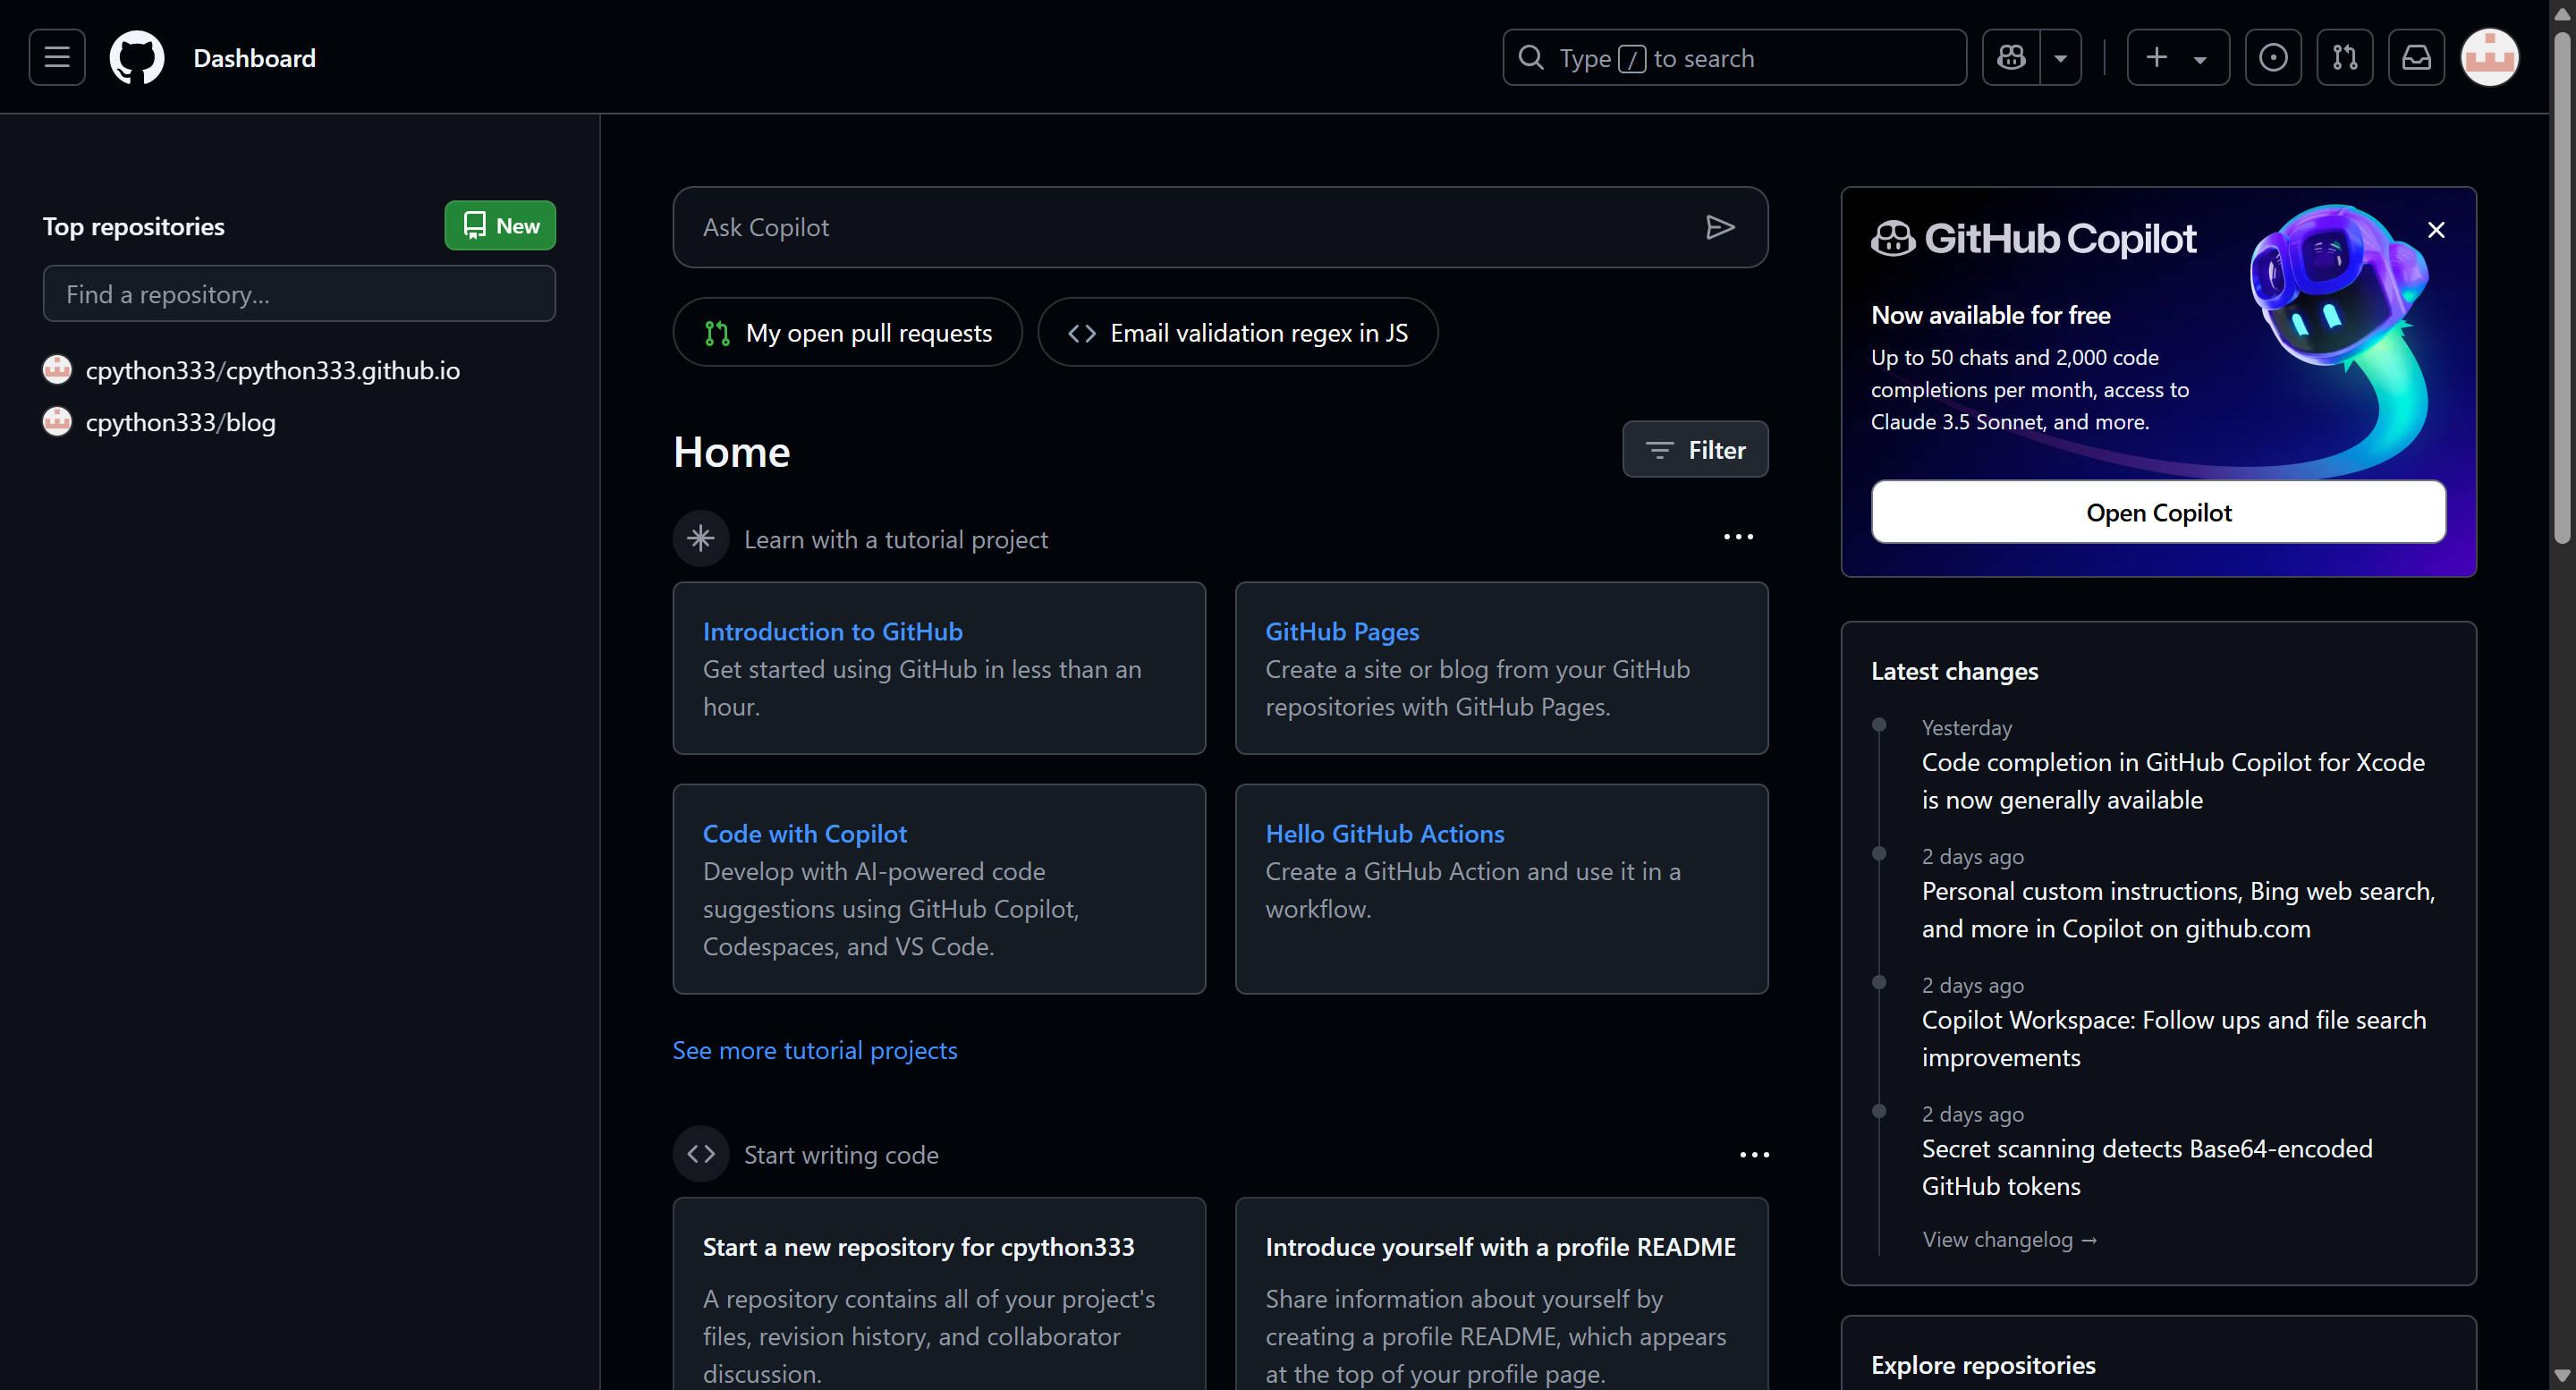 Dashboard
Type / to search
Top repositories
New
Find a repository...
cpython333/cpython333.github.io
cpython333/blog
Ask Copilot
My open pull requests
Email validation regex in JS
Home
Filter
Learn with a tutorial project
Introduction to GitHub
Get started using GitHub in less than an
hour.
GitHub Pages
Create a site or blog from your GitHub
repositories with GitHub Pages.
Code with Copilot
Develop with AI-powered code
suggestions using GitHub Copilot,
Codespaces, and VS Code.
Hello GitHub Actions
Create a GitHub Action and use it in a
workflow.
See more tutorial projects
Start writing code
Start a new repository for cpython333
A repository contains all of your project's
files, revision history, and collaborator
discussion.
Introduce yourself with a profile README
Share information about yourself by
creating a profile README, which appears
at the top of your profile page.
GitHub Copilot
Now available for free
Up to 50 chats and 2,000 code
completions per month, access to
Claude 3.5 Sonnet, and more.
Open Copilot
Latest changes
Yesterday
Code completion in GitHub Copilot for Xcode
is now generally available
2 days ago
Personal custom instructions, Bing web search,
and more in Copilot on github.com
2 days ago
Copilot Workspace: Follow ups and file search
improvements
2 days ago
Secret scanning detects Base64-encoded
GitHub tokens
View changelog →
Explore repositories